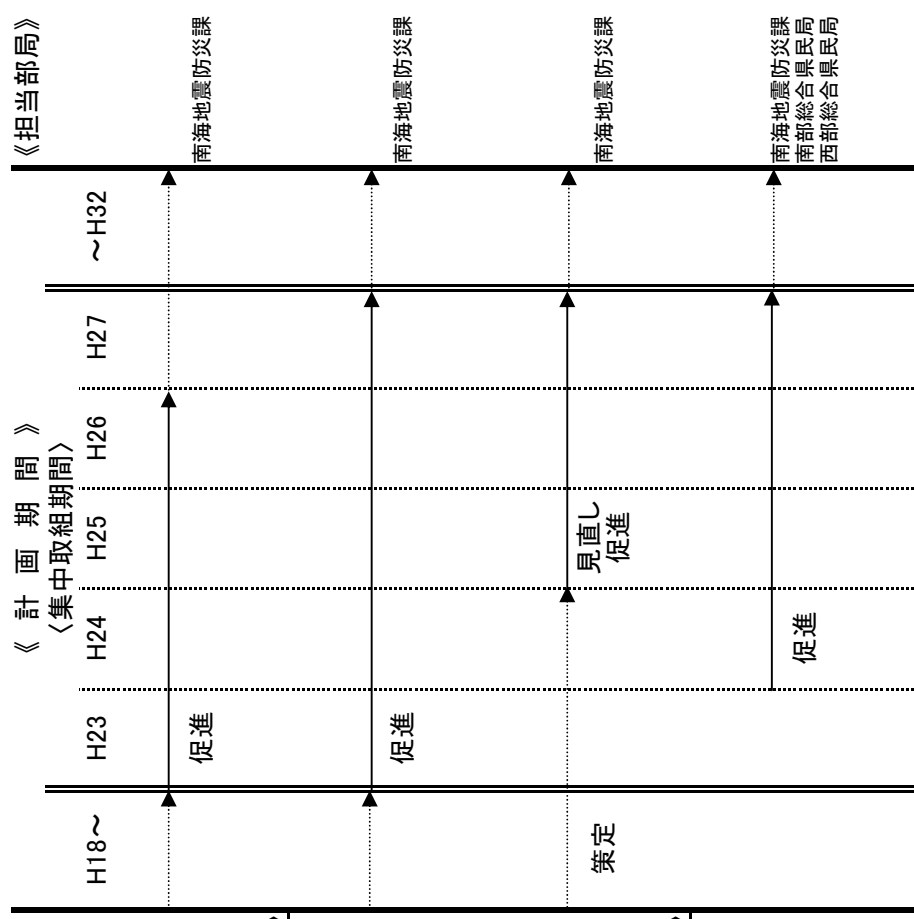 《 計 画 期 間 》
《担当部局》
〈集中取組期間〉
H18～
H23
H24
H25
H26
H27
～H32
促進
南海地震防災課
促進
南海地震防災課
策定
見直し
促進
南海地震防災課
促進
南海地震防災課
南部総合県民局
西部総合県民局